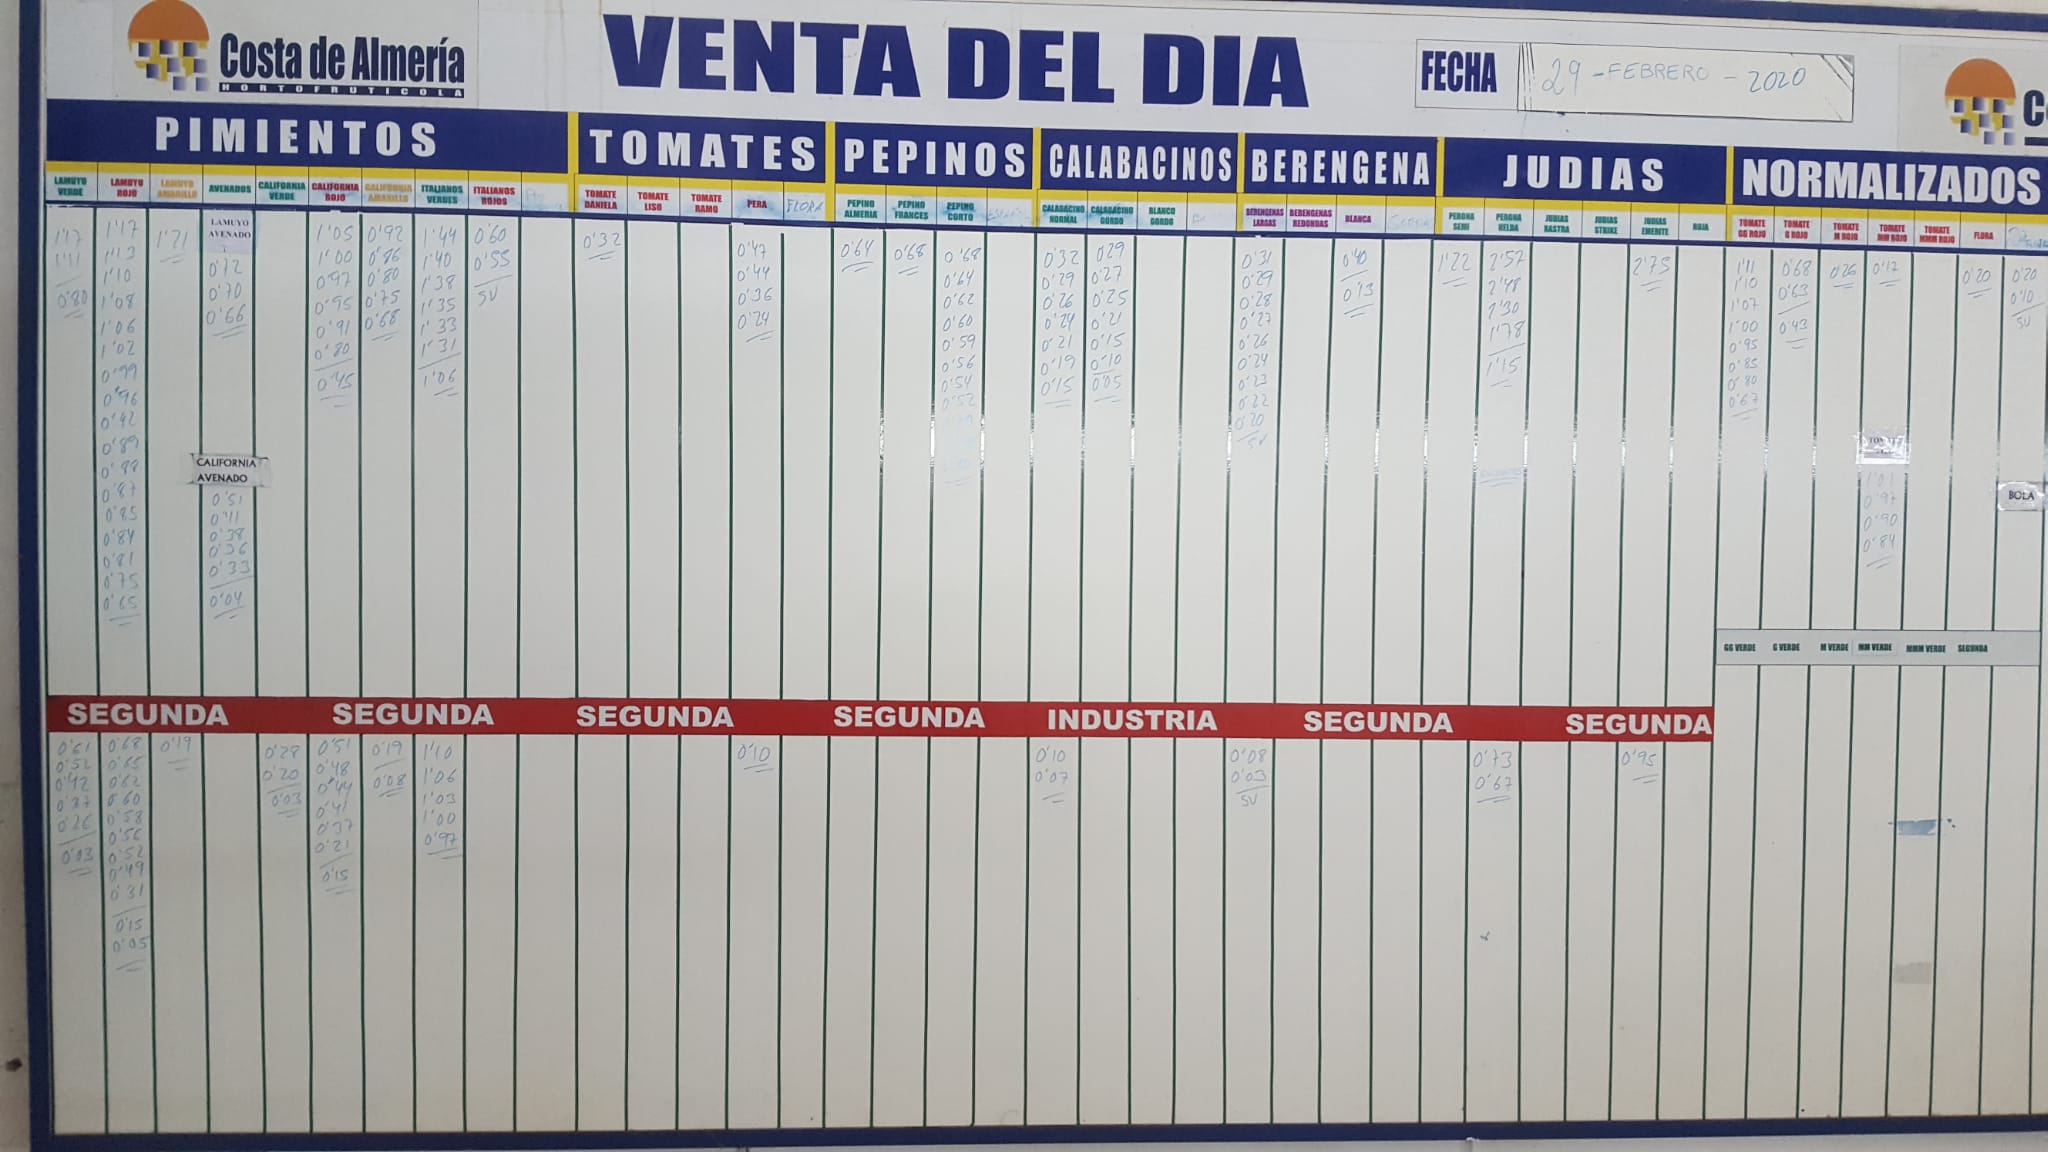 Costa de Almería
HORTOFRUTICOLA
VENTA DEL DIA
FECHA 29-FEBRERO-2020
PIMIENTOS
LAMUYO VERDE
1'17
1'11
0'80
LAMUYO ROJO
1'17
1'13
1'10
1'08
1'06
1'02
0'99
0'96
0'92
0'89
0'88
0'87
0'85
0'84
0'81
0'75
0'65
LAMUYO AMARILLO
1'21
AVENADOS
LAMUYO AVENADO
0'72
0'70
0'66
CALIFORNIA AVENADO
0'51
0'41
0'38
0'36
0'33
0'04
CALIFORNIA VERDE
CALIFORNIA ROJO
1'05
1'00
0'97
0'95
0'91
0'80
0'45
CALIFORNIA AMARILLO
0'92
0'86
0'80
0'75
0'68
ITALIANOS VERDES
1'44
1'40
1'38
1'35
1'33
1'31
1'06
ITALIANOS ROJOS
0'60
0'55
SV
TOMATES
TOMATE DANIELA
0'32
TOMATE LISO
TOMATE RAMO
PERA
0'47
0'44
0'36
0'24
FLORA
PEPINOS
PEPINO ALMERIA
0'64
PEPINO FRANCES
0'68
PEPINO CORTO
0'68
0'64
0'62
0'60
0'59
0'56
0'54
0'52
CALABACINOS
CALABACINO NORMAL
0'32
0'29
0'26
0'24
0'21
0'19
0'15
CALABACINO GORDO
0'29
0'27
0'25
0'21
0'15
0'10
0'05
BLANCO GORDO
BERENGENA
BERENGENAS LARGAS
0'31
0'29
0'28
0'27
0'26
0'24
0'23
0'22
0'20
SV
BERENGENAS REDONDAS
BLANCA
0'40
0'13
JUDIAS
PERONA SEMI
1'22
PERONA HELDA
2'57
2'48
2'30
1'78
1'15
JUDIAS RASTRA
JUDIAS STRIKE
JUDIAS EMERITE
2'75
ROJA
NORMALIZADOS
TOMATE GG ROJO
1'11
1'10
1'07
1'00
0'95
0'85
0'80
0'67
TOMATE G ROJO
0'68
0'63
0'43
TOMATE M ROJO
0'26
TOMATE MM ROJO
0'17
1'01
0'97
0'90
0'84
TOMATE MMM ROJO
FLORA
0'20
0'20
0'10
SV
BOLA
GG VERDE
G VERDE
M VERDE
MM VERDE
MMM VERDE
SEGUNDA
SEGUNDA SEGUNDA SEGUNDA SEGUNDA INDUSTRIA SEGUNDA SEGUNDA
0'61
0'52
0'42
0'37
0'26
0'03
0'68
0'65
0'62
0'60
0'58
0'56
0'52
0'49
0'31
0'15
0'05
0'19
0'28
0'20
0'03
0'51
0'48
0'44
0'41
0'37
0'21
0'15
0'19
0'08
1'10
1'06
1'03
1'00
0'97
0'10
0'10
0'07
0'08
0'03
SV
0'73
0'67
0'95